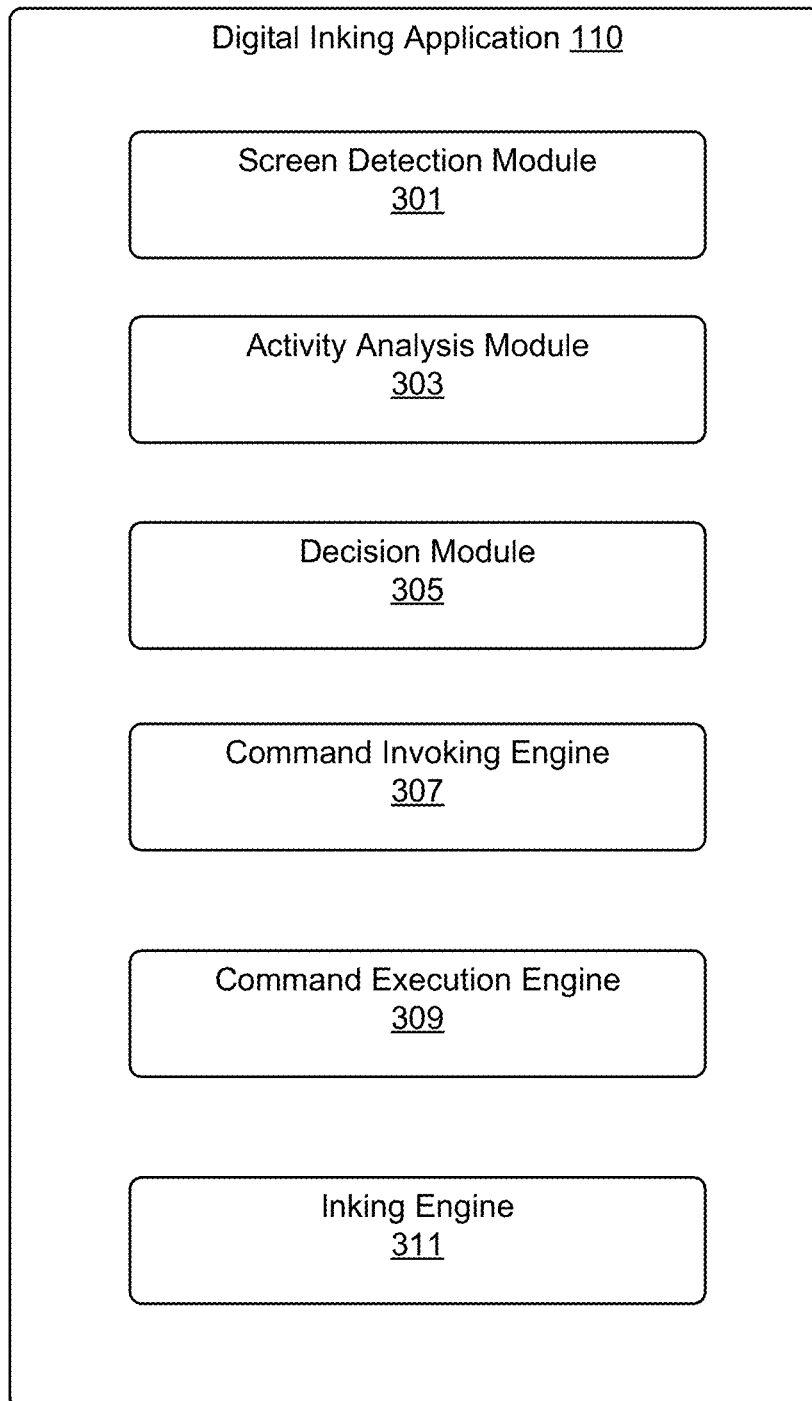 Digital Inking Application 110
Screen Detection Module
301
Activity Analysis Module
303
Decision Module
305
Command Invoking Engine
307
Command Execution Engine
309
Inking Engine
311